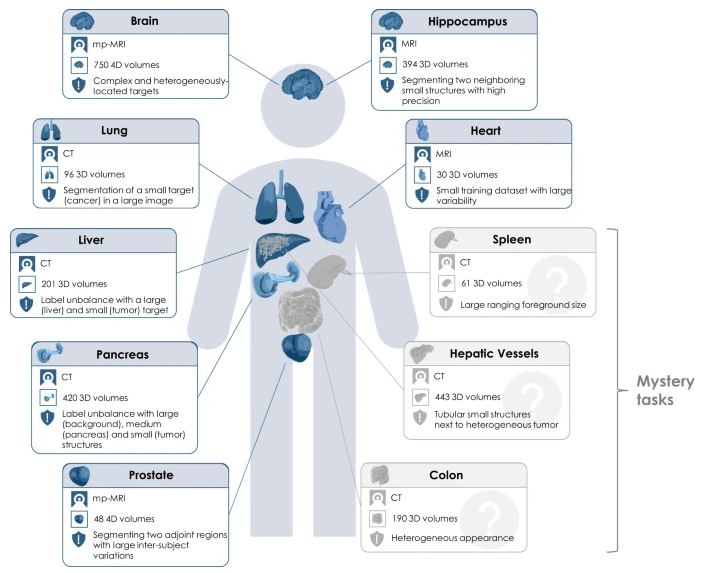 Brain
mp-MRI
750 4D volumes
Complex and heterogeneously-
located targets
Hippocampus
MRI
394 3D volumes
Segmenting two neighboring
small structures with high
precision
Lung
CT
96 3D volumes
Segmentation of a small target
(cancer) in a large image
Heart
MRI
30 3D volumes
Small training dataset with large
variability
Liver
CT
201 3D volumes
Label unbalance with a large
(liver) and small (tumor) target
Spleen
CT
61 3D volumes
Large ranging foreground size
?
Pancreas
CT
420 3D volumes
Label unbalance with large
(background), medium
(pancreas) and small (tumor)
structures
Hepatic Vessels
CT
443 3D volumes
Tubular small structures
next to heterogeneous tumor
?
Mystery
tasks
Prostate
mp-MRI
48 4D volumes
Segmenting two adjoint regions
with large inter-subject
variations
Colon
CT
190 3D volumes
Heterogeneous appearance
?